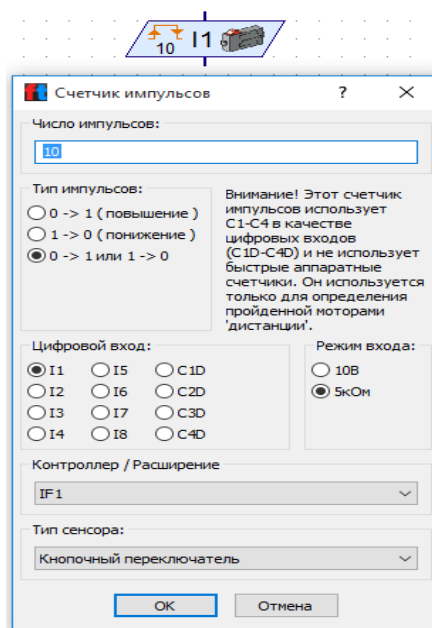 10 I1
ft Счетчик импульсов ? ×
Число импульсов:
10
Тип импульсов:
0 -> 1 ( повышение )
1 -> 0 ( понижение )
0 -> 1 или 1 -> 0
Внимание! Этот счетчик
импульсов использует
C1-C4 в качестве
цифровых входов
(C1D-C4D) и не использует
быстрые аппаратные
счетчики. Он используется
только для определения
пройденной моторами
'дистанции'.
Цифровой вход:
I1 I5 C1D
I2 I6 C2D
I3 I7 C3D
I4 I8 C4D
Режим входа:
10В
5кОм
Контроллер / Расширение
IF1
Тип сенсора:
Кнопочный переключатель
ОК Отмена